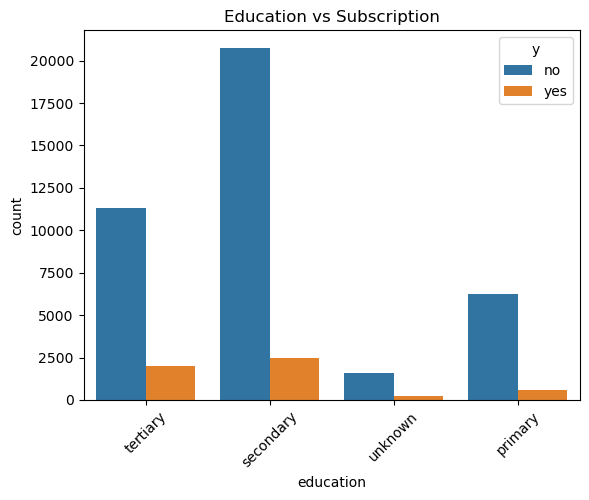 Education vs Subscription
y
no
yes
count
20000
17500
15000
12500
10000
7500
5000
2500
0
tertiary
secondary
unknown
primary
education